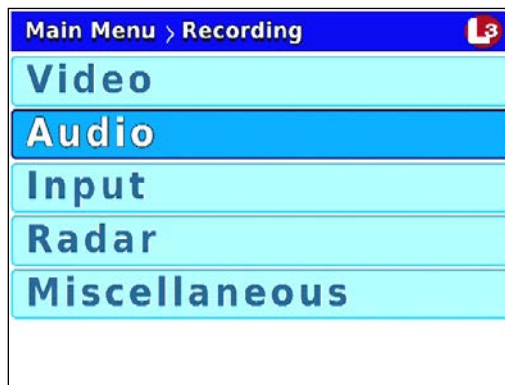 Main Menu > Recording L3
Video
Audio
Input
Radar
Miscellaneous